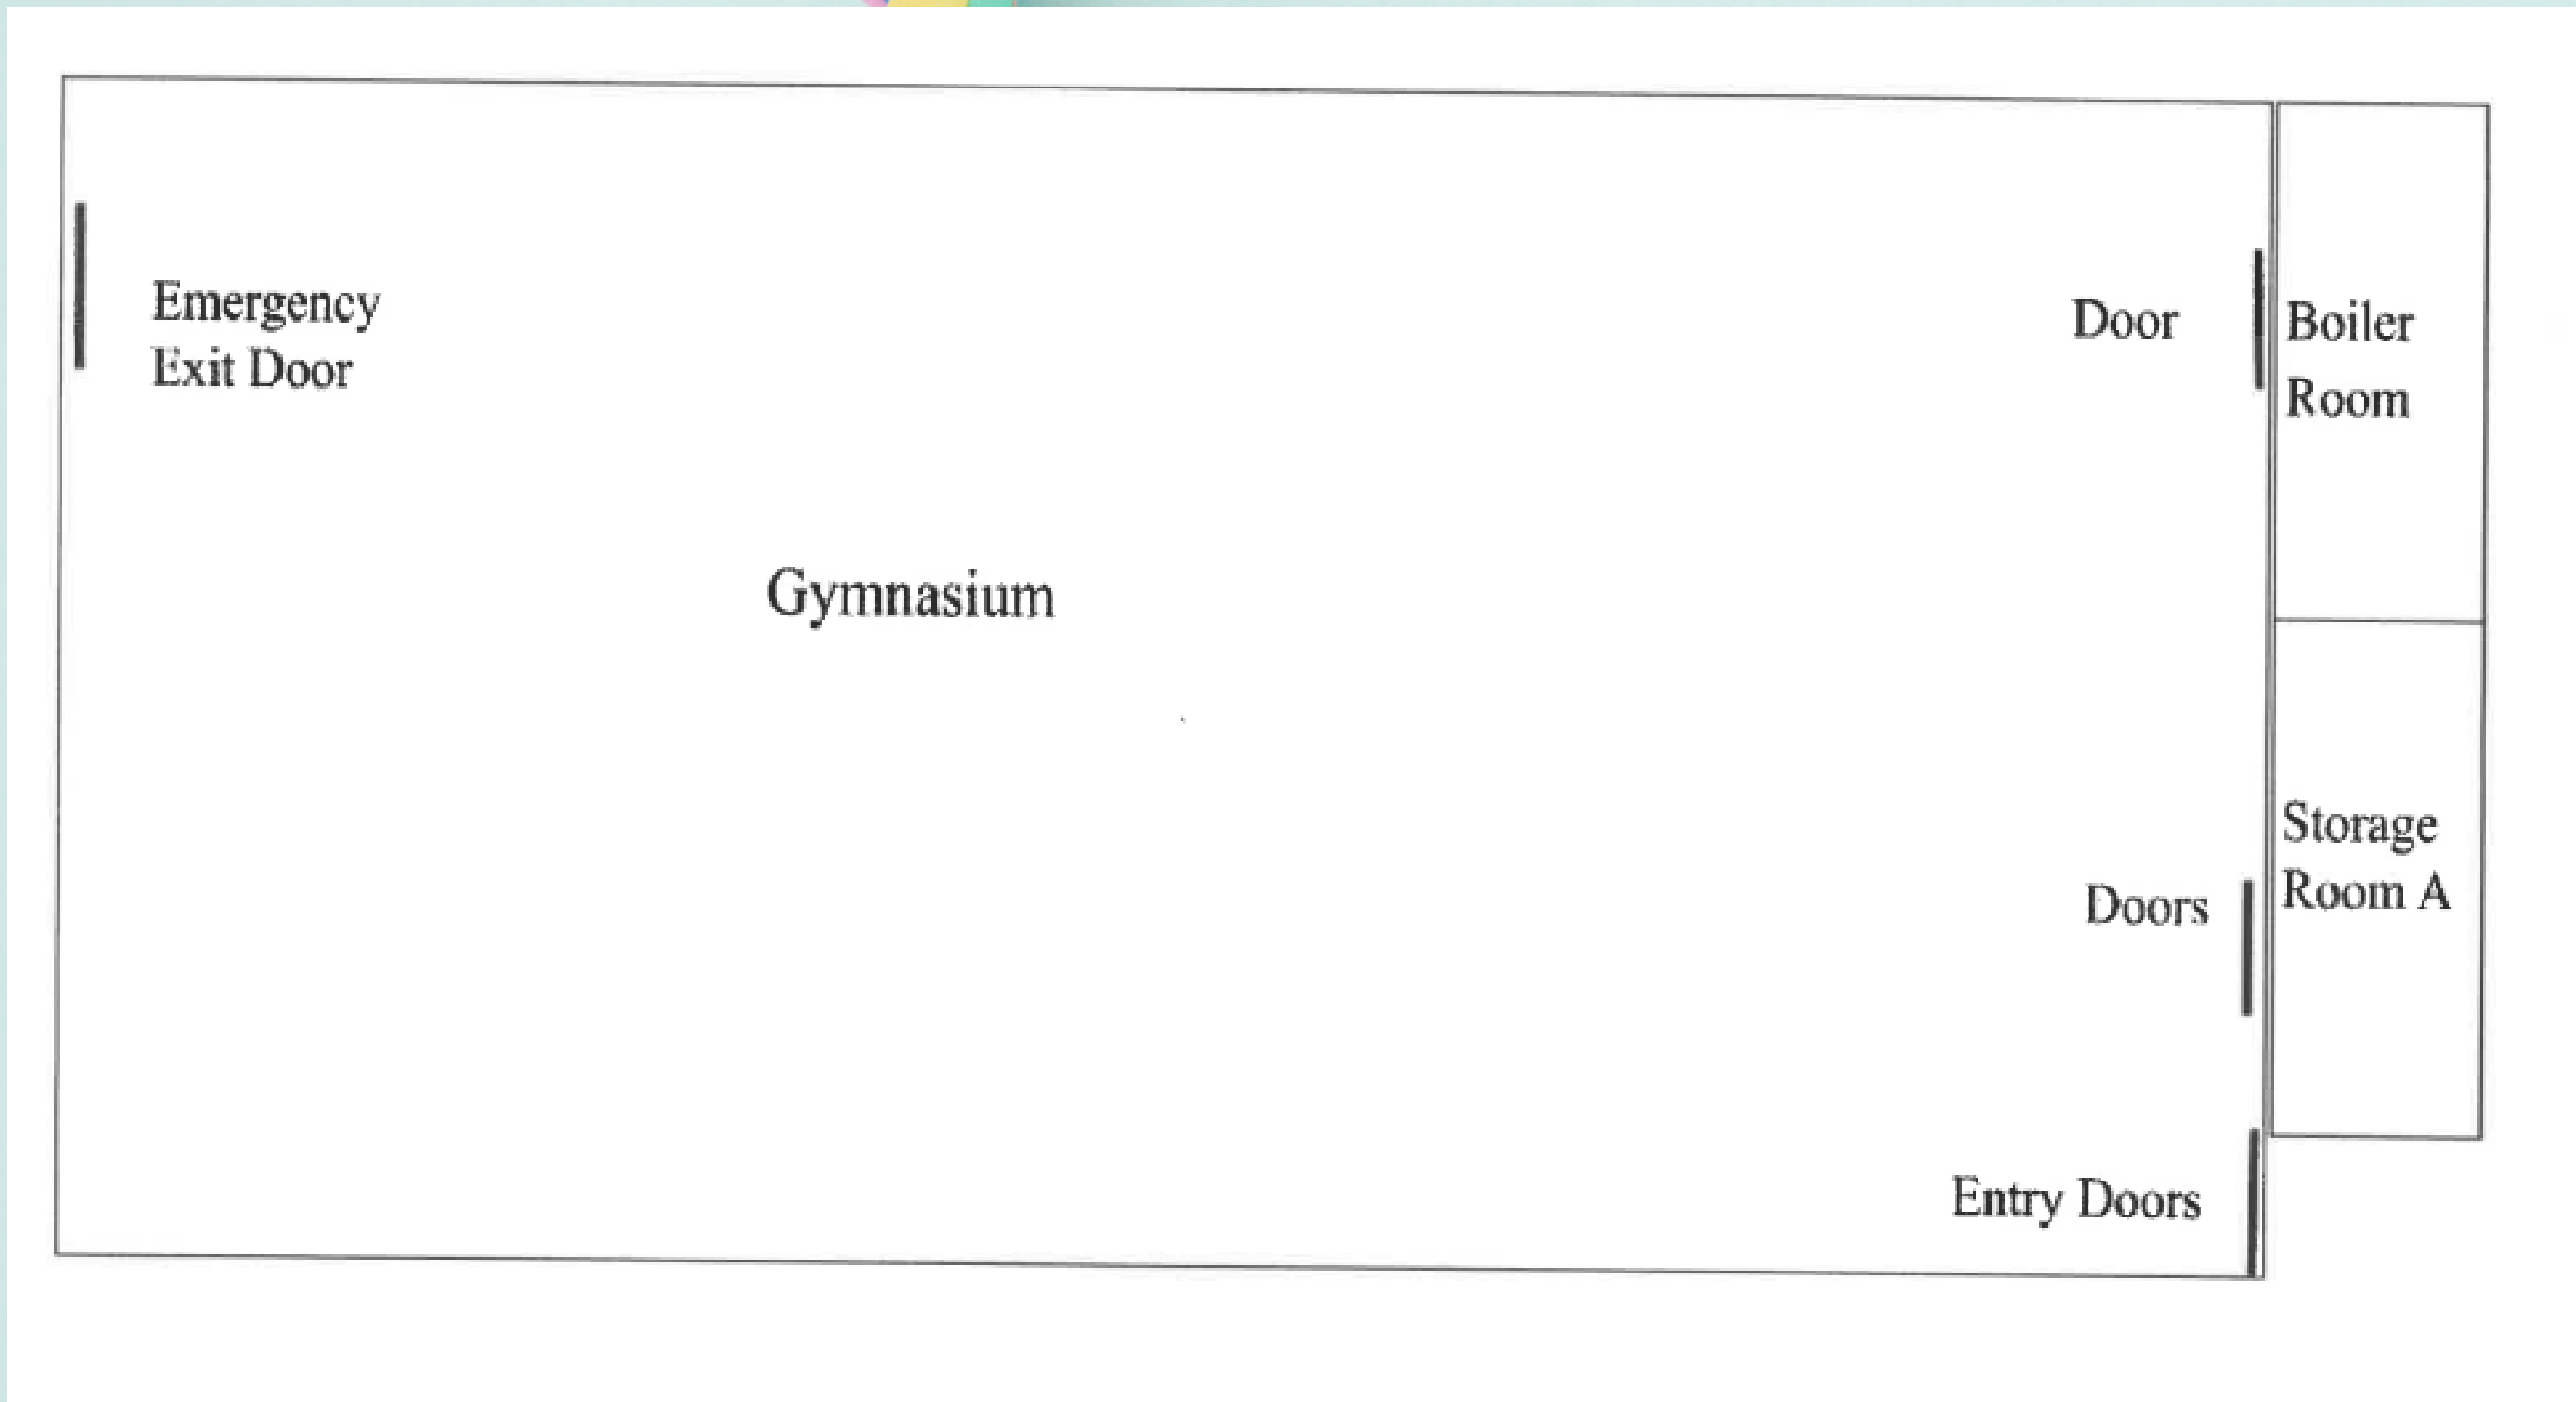 Emergency
Exit Door
Door
Boiler
Room
Gymnasium
Storage
Room A
Doors
Entry Doors